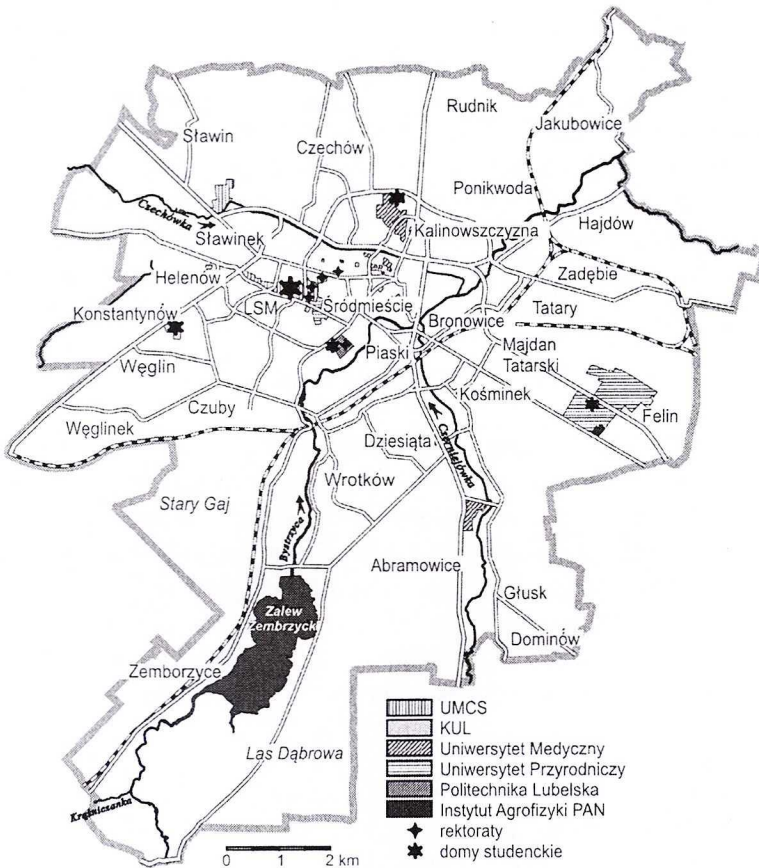 Rudnik
Jakubowice
Sławin
Czechów
Ponikwoda
Czechówka
Kalinowszczyzna
Hajdów
Sławinek
Zadębie
Helenów
Konstantynów
LSM
Śródmieście
Tatary
Bronowice
Piaski
Majdan
Tatarski
Węglin
Kośminek
Felin
Czuby
Węglinek
Dziesiąta
Czerniejówka
Wrotków
Stary Gaj
Bystrzyca
Abramowice
Głusk
Zalew
Zembrzycki
Dominów
Zemborzyce
Las Dąbrowa
Krężniczanka
UMCS
KUL
Uniwersytet Medyczny
Uniwersytet Przyrodniczy
Politechnika Lubelska
Instytut Agrofizyki PAN
rektoraty
domy studenckie
0 1 2 km